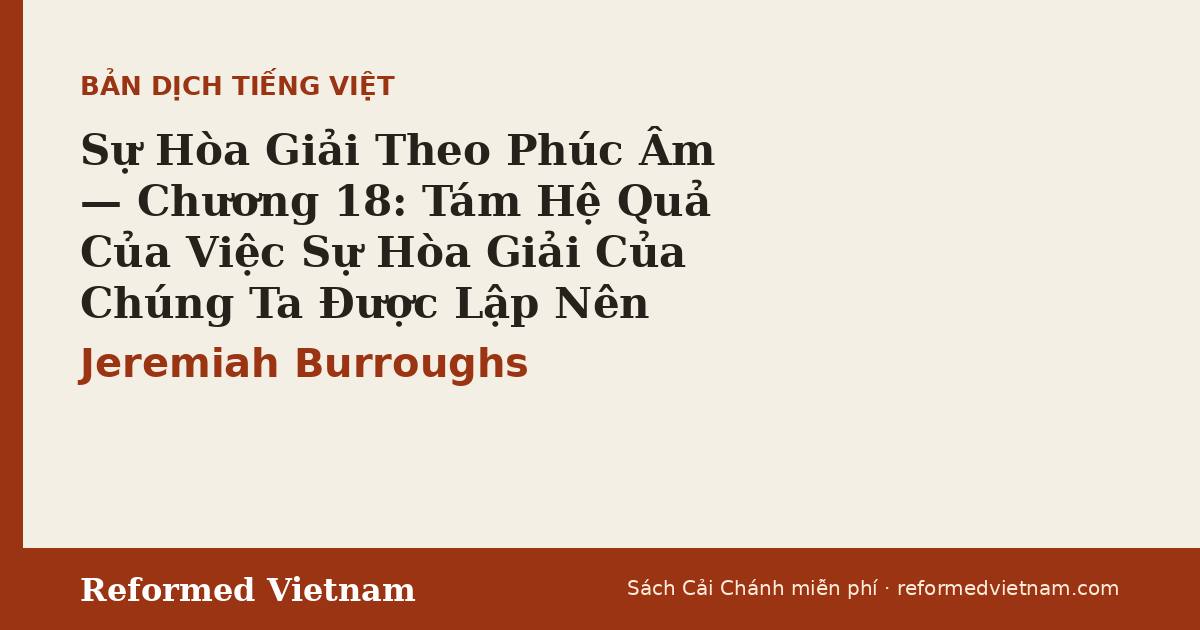 BẢN DỊCH TIẾNG VIỆT
Sự Hòa Giải Theo Phúc Âm
— Chương 18: Tám Hệ Quả
Của Việc Sự Hòa Giải Của
Chúng Ta Được Lập Nên
Jeremiah Burroughs
Reformed Vietnam
Sách Cải Chánh miễn phí · reformedvietnam.com